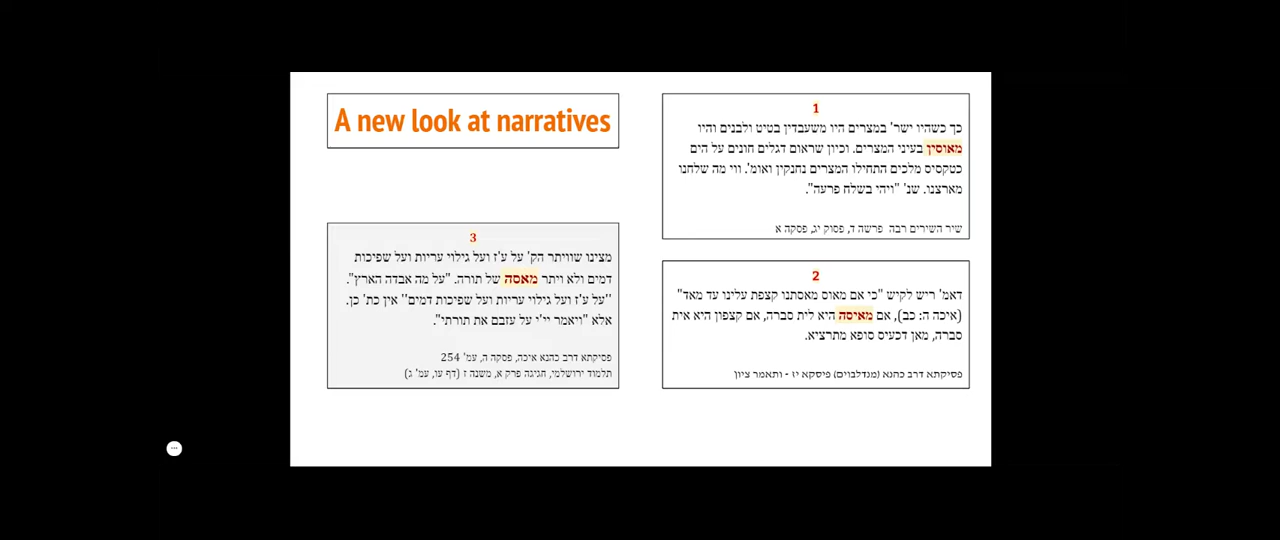 A new look at narratives
1
כך כשהיו ישר' במצרים היו משעבדין בטיט ולבנים והיו
מאוסין בעיני המצרים. וכיון שראום דגלים חונים על הים
כטקסיס מלכים התחילו המצרים נחנקין ואומ'. ווי מה שלחנו
מארצנו. שנ' "ויהי בשלח פרעה".
שיר השירים רבה פרשה ד, פסוק יג, פסקה א
2
דאמ' ריש לקיש "כי אם מאוס מאסתנו קצפת עלינו עד מאד"
(איכה ה: כב), אם מאיסה היא לית סברה, אם קצפון היא אית
סברה, מאן דכעיס סופא מתרציא.
פסיקתא דרב כהנא (מנדלבוים) פיסקא יז - ותאמר ציון
3
מצינו שוויתר הק' על ע'ז ועל גילוי עריות ועל שפיכות
דמים ולא ויתר מאסה של תורה. "על מה אבדה הארץ".
''על ע'ז ועל גילוי עריות ועל שפיכות דמים'' אין כת' כן.
אלא "ויאמר יי'י על עזבם את תורתי".
פסיקתא דרב כהנא איכה, פסקה ה, עמ' 254
תלמוד ירושלמי, חגיגה פרק א, משנה ז (דף עו, עמ' ג)